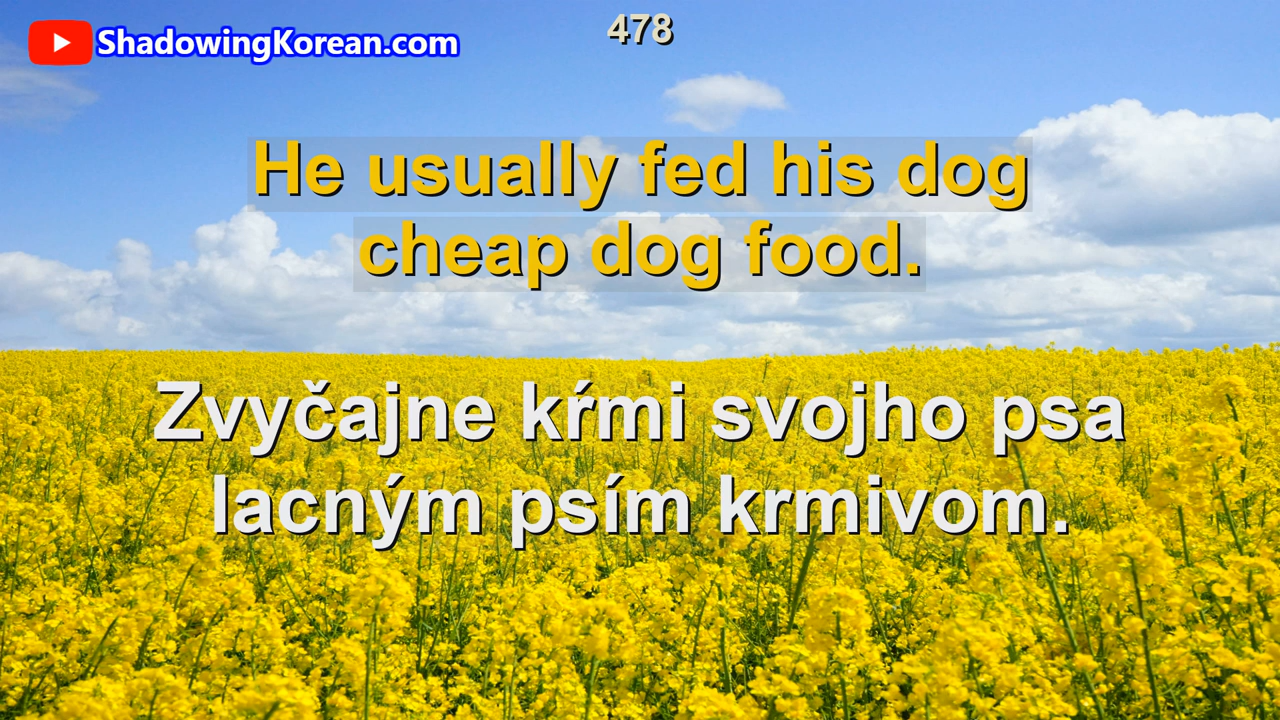 ShadowingKorean.com
478
He usually fed his dog
cheap dog food.
Zvyčajne kŕmi svojho psa
lacným psím krmivom.